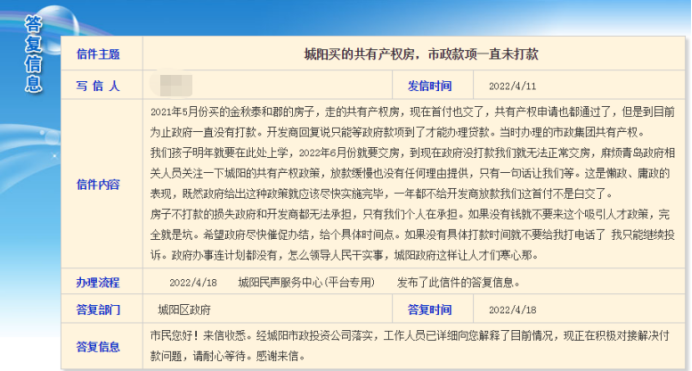 答复信息
信件主题 城阳买的共有产权房，市政款项一直未打款
写信人 发信时间 2022/4/11
信件内容
2021年5月份买的金秋泰和郡的房子，走的共有产权房，现在首付也交了，共有产权申请也都通过了，但是到目前
为止政府一直没有打款。开发商回复说只能等政府款项到了才能办理贷款。当时办理的市政集团共有产权。
我们孩子明年就要在此处上学，2022年6月份就要交房，到现在政府没打款我们就无法正常交房，麻烦青岛政府相
关人员关注一下城阳的共有产权政策，放款缓慢也没有任何理由提供，只有一句话让我们等。这是懒政、庸政的
表现，既然政府给出这种政策就应该尽快实施完毕，一年都不给开发商放款我们这首付不是白交了。
房子不打款的损失政府和开发商都无法承担，只有我们个人在承担。如果没有钱就不要来这个吸引人才政策，完
全就是坑。希望政府尽快催促办结，给个具体时间点。如果没有具体打款时间就不要给我打电话了 我只能继续投
诉。政府办事连计划都没有，怎么领导人民干实事，城阳政府这样让人才们寒心那。
办理流程 2022/4/18 城阳民声服务中心(平台专用) 发布了此信件的答复信息。
答复部门 城阳区政府 答复时间 2022/4/18
答复信息
市民您好！来信收悉。经城阳市政投资公司落实，工作人员已详细向您解释了目前情况，现正在积极对接解决付
款问题，请耐心等待。感谢来信。